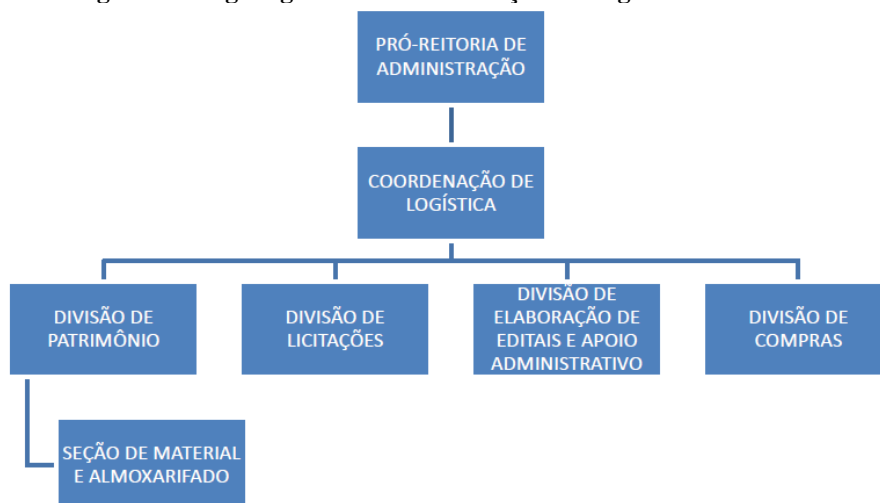 PRÓ-REITORIA DE
ADMINISTRAÇÃO
COORDENAÇÃO DE
LOGÍSTICA
DIVISÃO DE
PATRIMÔNIO
DIVISÃO DE
LICITAÇÕES
DIVISÃO DE
ELABORAÇÃO DE
EDITAIS E APOIO
ADMINISTRATIVO
DIVISÃO DE
COMPRAS
SEÇÃO DE MATERIAL
E ALMOXARIFADO